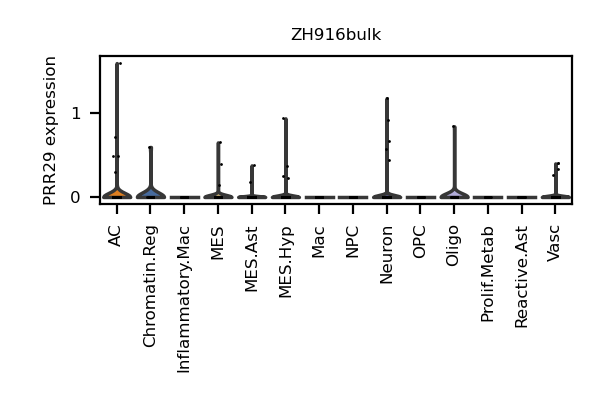 ZH916bulk
PRR29 expression
1
0
AC
Chromatin.Reg
Inflammatory.Mac
MES
MES.Ast
MES.Hyp
Mac
NPC
Neuron
OPC
Oligo
Prolif.Metab
Reactive.Ast
Vasc